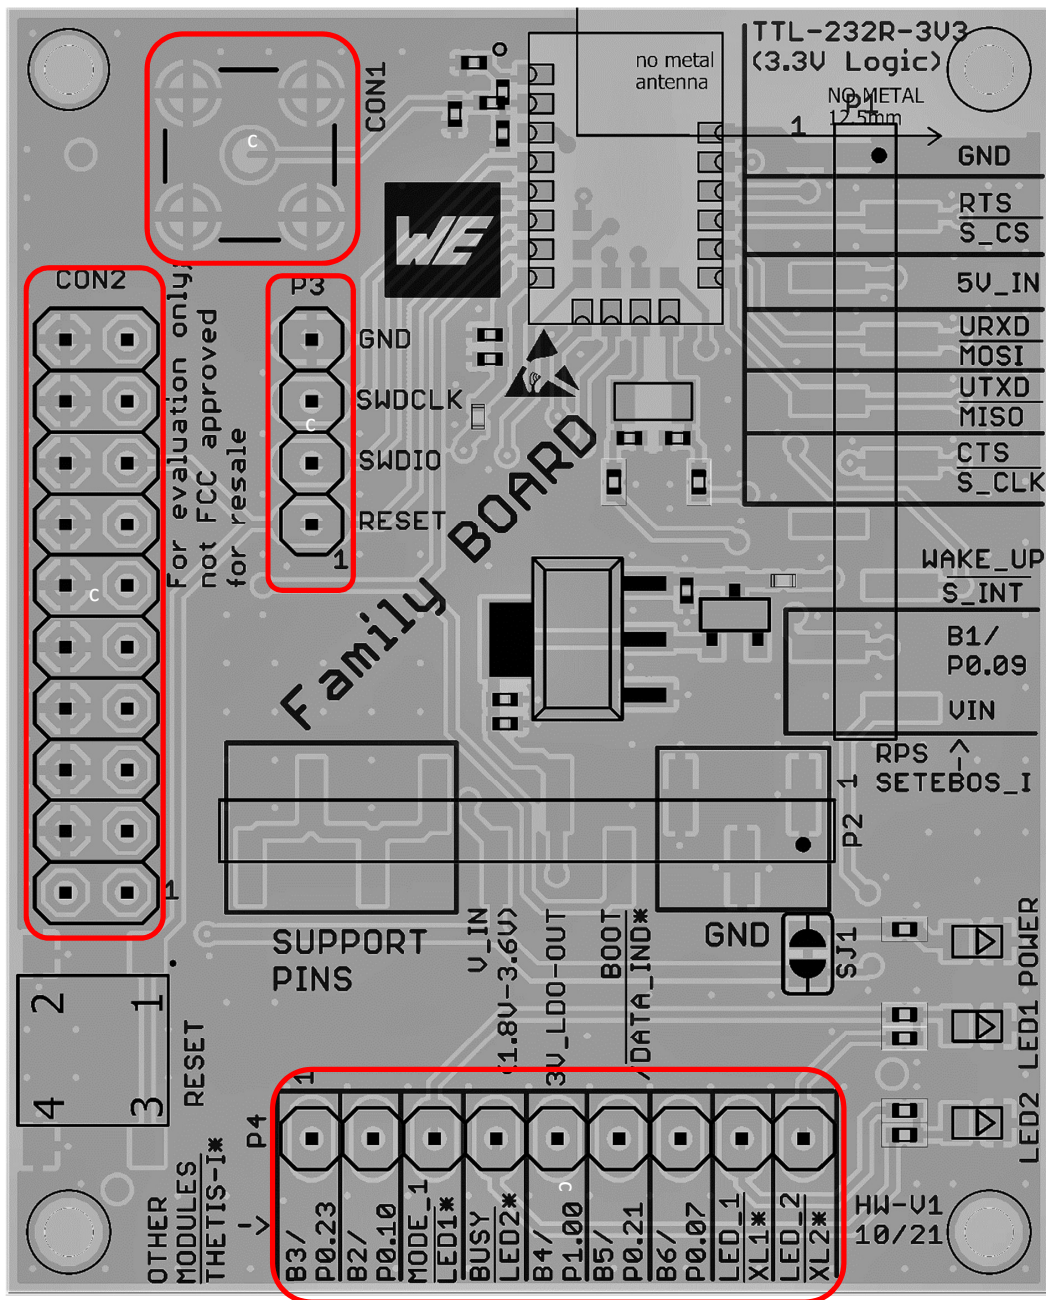 TTL-232R-3V3
(3.3V Logic)
no metal
antenna
NO METAL
12.5mm
P1
1
CON1
C
WE
GND
RTS
S_CS
5V_IN
URXD
MOSI
UTXD
MISO
CTS
S_CLK
WAKE_UP
S_INT
B1/
P0.09
VIN
RPS
SETEBOS_I
CON2
C
1
For evaluation only,
not FCC approved
for resale
P3
GND
SWDCLK
C
SWDIO
RESET
1
Family BOARD
1
P2
SUPPORT
PINS
V_IN
(1.8V-3.6V)
3V_LDO-OUT
BOOT
/DATA_IND*
GND
SJ1
POWER
LED1
LED2
2 1
4 3
RESET
P4
1
C
OTHER
MODULES
THETIS-I*
->
B3/
P0.23
B2/
P0.10
MODE_1
LED1*
BUSY
LED2*
B4/
P1.00
B5/
P0.21
B6/
P0.07
LED_1
XL1*
LED_2
XL2*
HW-V1
10/21